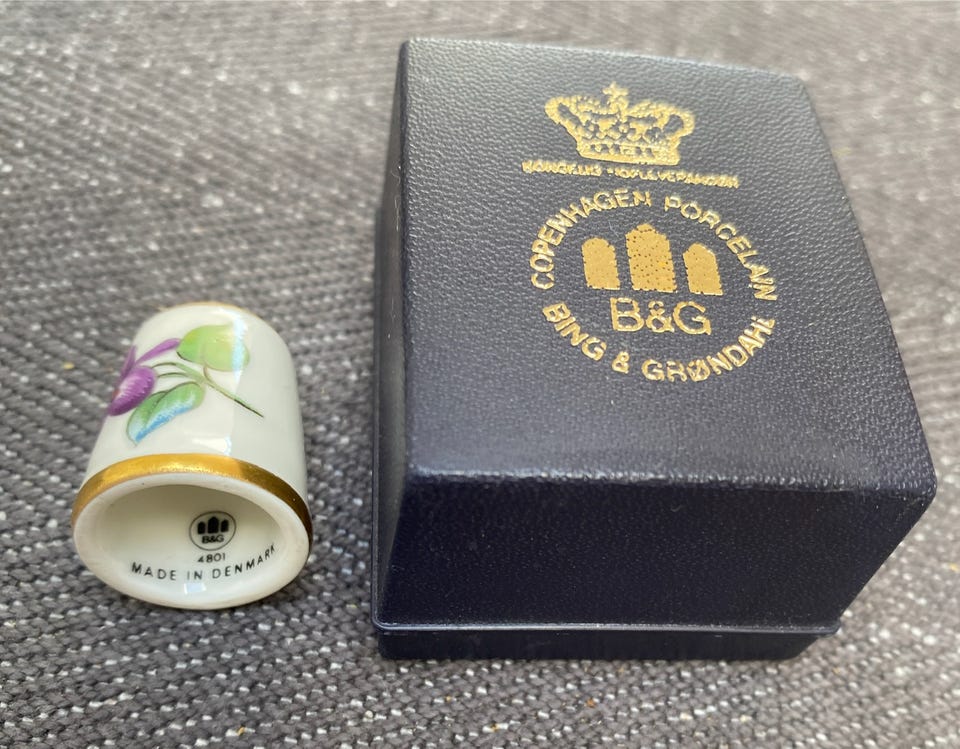 KONGELIG HOFLEVERANDØR
COPENHAGEN PORCELAIN
B&G
BING & GRØNDAHL
B&G
4801
MADE IN DENMARK